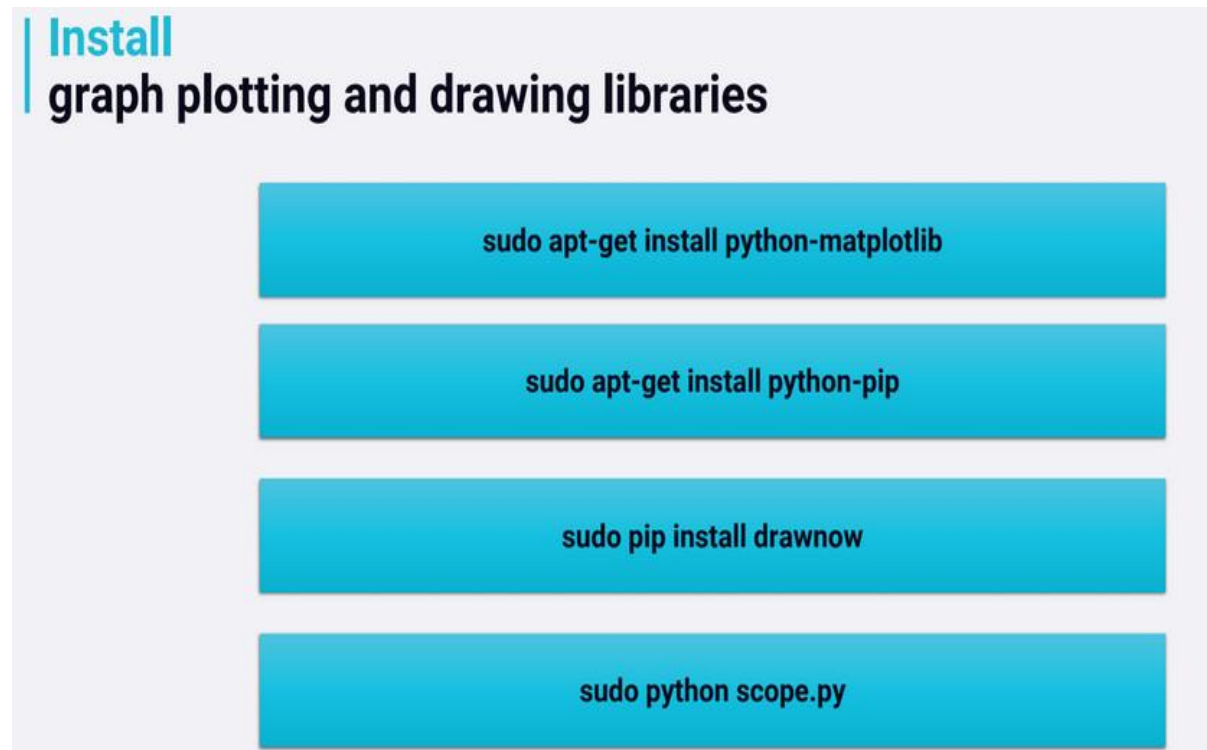 Install
graph plotting and drawing libraries
sudo apt-get install python-matplotlib
sudo apt-get install python-pip
sudo pip install drawnow
sudo python scope.py